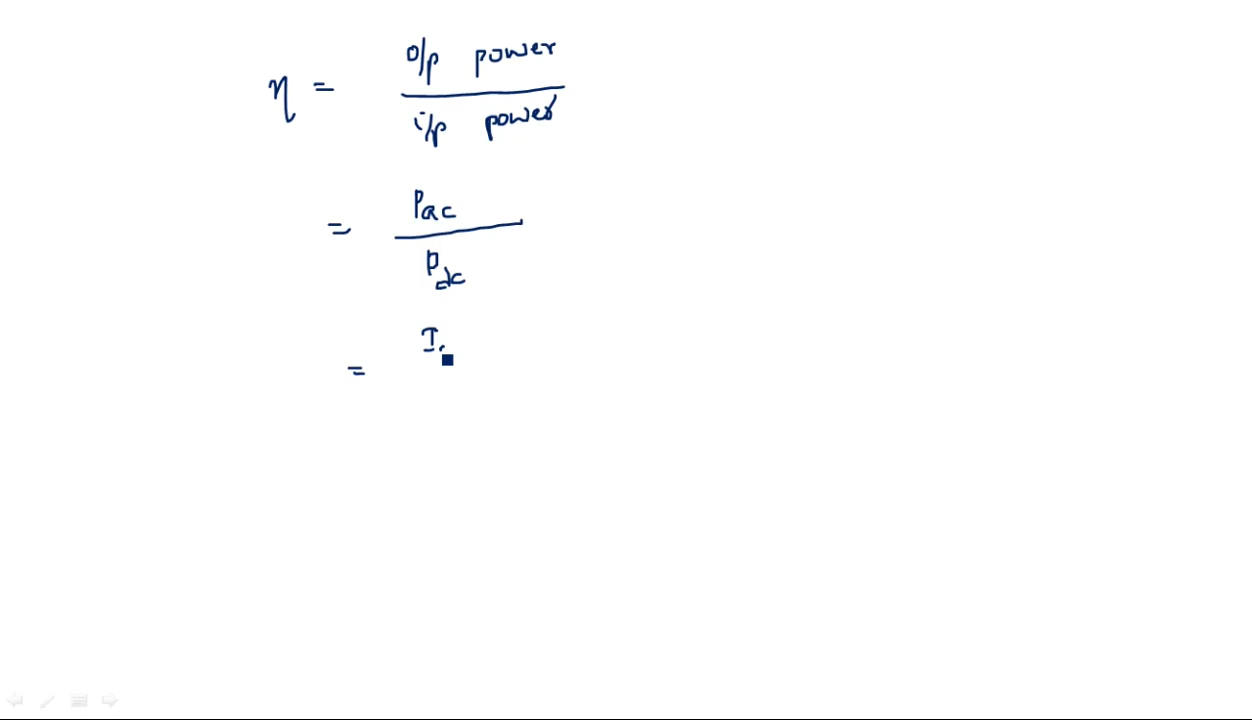 η = o/p power
i/p power
= Pac
Pdc
= I